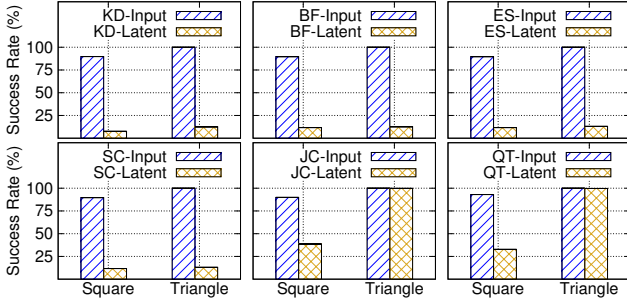 KD-Input
KD-Latent
BF-Input
BF-Latent
ES-Input
ES-Latent
Success Rate (%)
100
75
50
25
SC-Input
SC-Latent
JC-Input
JC-Latent
QT-Input
QT-Latent
Success Rate (%)
100
75
50
25
Square Triangle Square Triangle Square Triangle